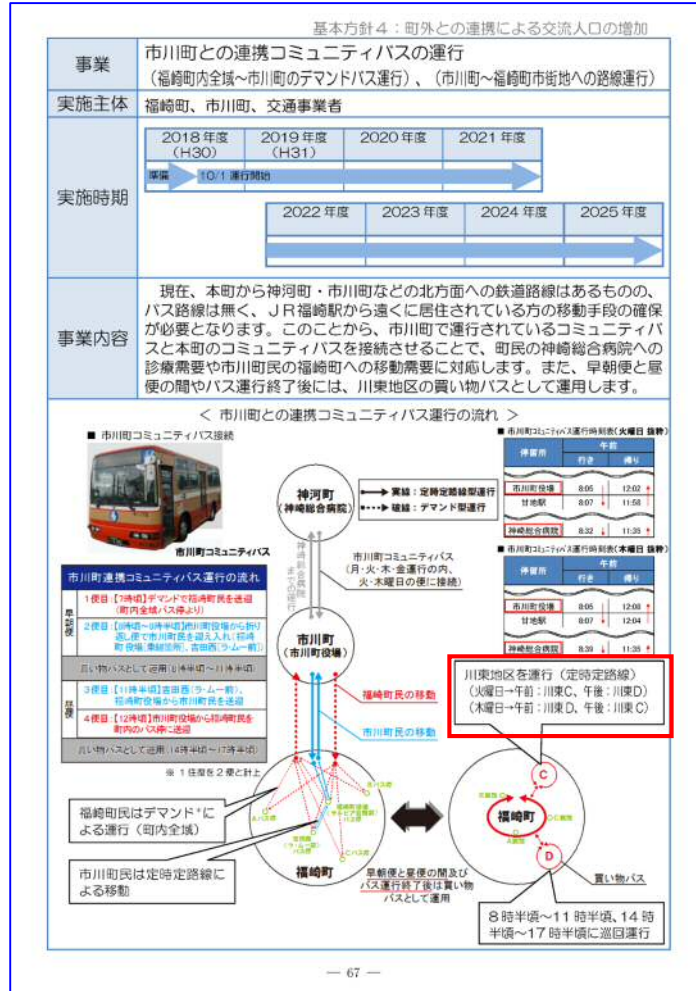 基本方針４：町外との連携による交流人口の増加
事業
市川町との連携コミュニティバスの運行
（福崎町内全域～市川町のデマンドバス運行）、（市川町～福崎町市街地への路線運行）
実施主体
福崎町、市川町、交通事業者
実施時期
2018年度（H30）
2019年度（H31）
2020年度
2021年度
準備
10/1 運行開始
2022年度
2023年度
2024年度
2025年度
事業内容
現在、本町から神河町・市川町などの北方面への鉄道路線はあるものの、
バス路線は無く、ＪＲ福崎駅から遠くに居住されている方の移動手段の確保
が必要となります。このことから、市川町で運行されているコミュニティバ
スと本町のコミュニティバスを接続させることで、町民の神崎総合病院への
診療需要や市川町民の福崎町への移動需要に対応します。また、早朝便と昼
便の間やバス運行終了後には、川東地区の買い物バスとして運用します。
＜ 市川町との連携コミュニティバス運行の流れ ＞
■ 市川町コミュニティバス接続
市川町コミュニティバス
神河町
（神崎総合病院）
実線：定時定路線型運行
破線：デマンド型運行
神崎総合病院
までの運行
市川町コミュニティバス
（月・火・木・金運行の内、
火・木曜日の便に接続）
市川町
（市川町役場）
■ 市川町コミュニティバス運行時刻表(火曜日 抜粋)
停留所
午前
行き
帰り
市川町役場 8:05 ↓ 12:02 ↑
甘地駅 8:07 ↓ 11:58
神崎総合病院 8:32 ↓ 11:35 ↑
■ 市川町コミュニティバス運行時刻表(木曜日 抜粋)
停留所
午前
行き
帰り
市川町役場 8:05 12:08 ↑
甘地駅 8:07 ↓ 12:04
神崎総合病院 8:39 ↓ 11:35 ↑
市川町連携コミュニティバス運行の流れ
早朝便
1便目：【7時頃】デマンドで福崎町民を送迎
（町内全域バス停より）
2便目：【8時頃～8時半頃】市川町役場から折り
返し便で市川町民を迎え入れ（福崎
町役場（東総館所）、吉田西（ラ・ムー前））
買い物バスとして運用（8時半頃～11時半頃）
昼便
3便目：【11時半頃】吉田西（ラ・ムー前）、
福崎町役場から市川町民を送迎
4便目：【12時頃】市川町役場から福崎町民を
町内のバス停に送迎
買い物バスとして運用（14時半頃～17時半頃）
※ 1往復を2便と計上
福崎町民の移動
市川町民の移動
川東地区を運行（定時定路線）
（火曜日→午前：川東Ｃ、午後：川東Ｄ）
（木曜日→午前：川東Ｄ、午後：川東Ｃ）
福崎町民はデマンド*に
よる運行（町内全域）
市川町民は定時定路線に
よる移動
福崎町
早朝便と昼便の間及び
バス運行終了後は買い物
バスとして運用
C
福崎町
D
買い物バス
８時半頃～11時半頃、14時
半頃～17時半頃に巡回運行
― 67 ―